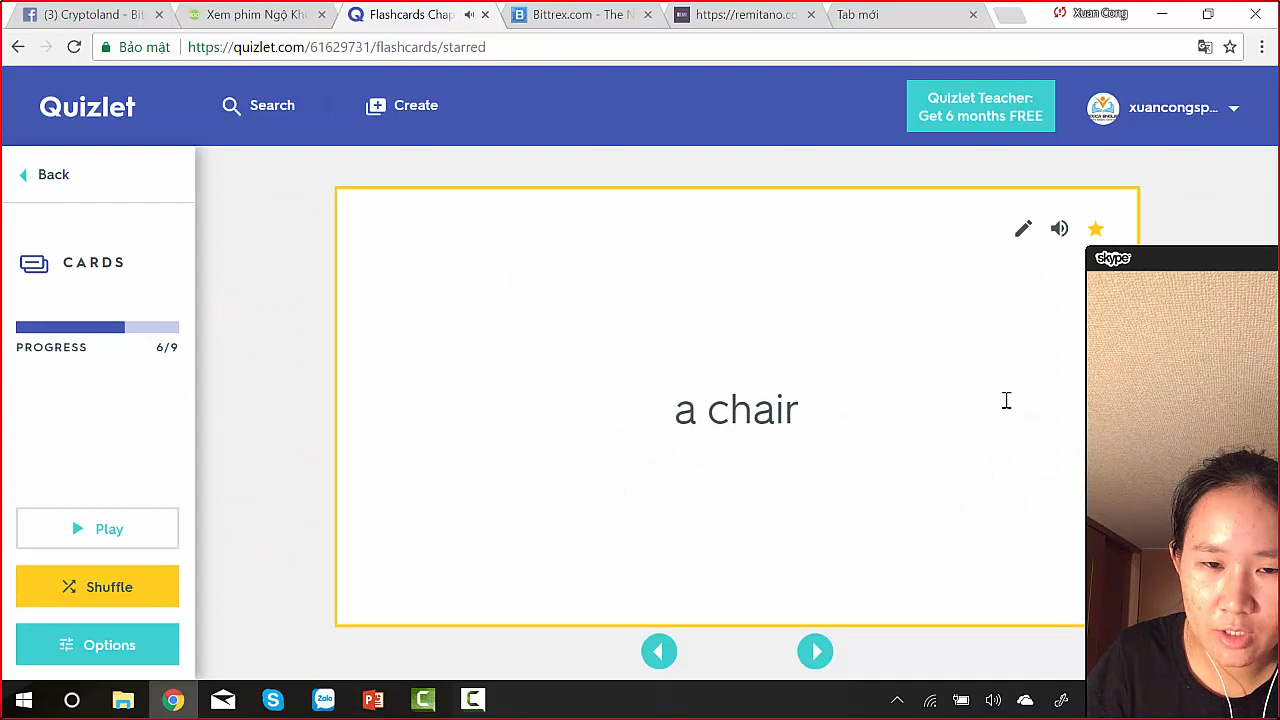 (3) Cryptoland - Bit
Xem phim Ngộ Kh
Flashcards Chap
Bittrex.com - The N
https://remitano.co
Tab mới
Xuan Cong
Bảo mật
https://quizlet.com/61629731/flashcards/starred
Quizlet
Search
Create
Quizlet Teacher:
Get 6 months FREE
xuancongsp...
Back
CARDS
PROGRESS 6/9
a chair
skype
Play
Shuffle
Options
Zalo